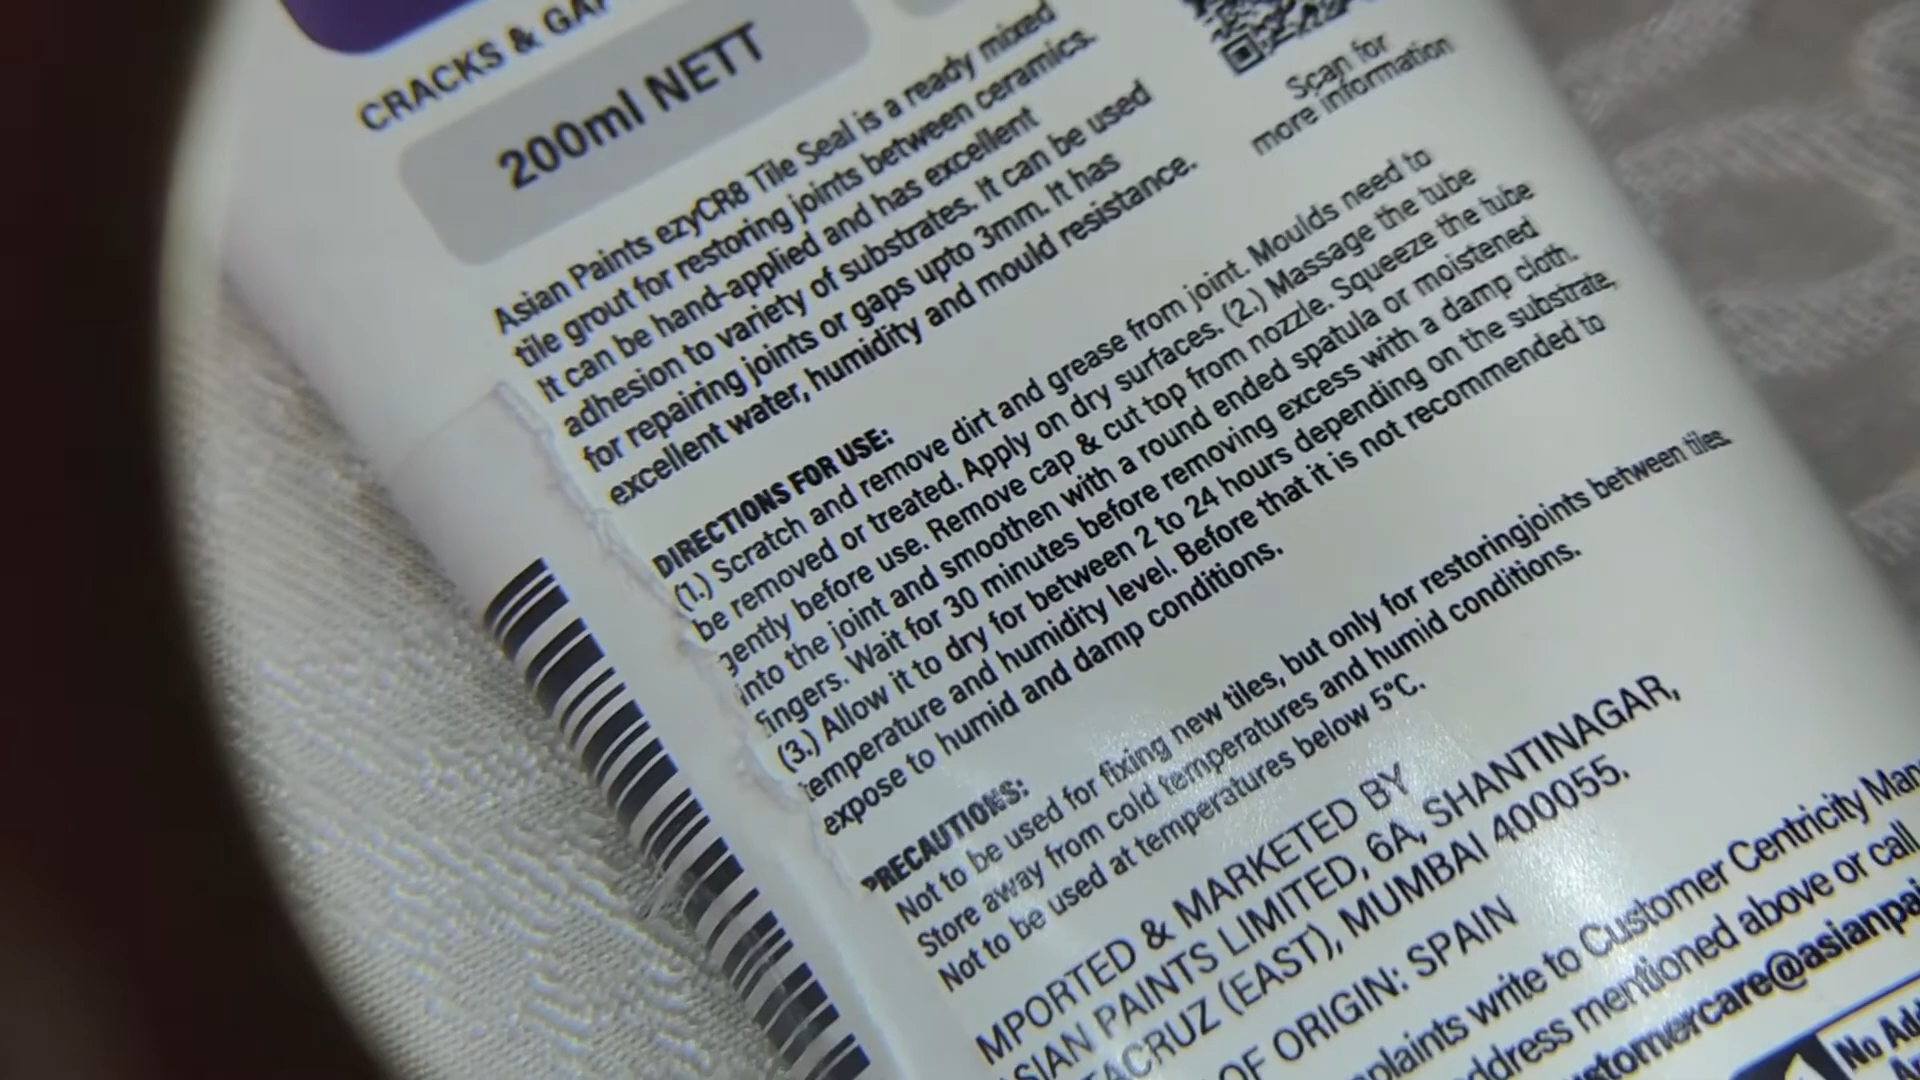 CRACKS & GAP
200ml NETT
Scan for
more information
Asian Paints ezyCR8 Tile Seal is a ready mixed
tile grout for restoring joints between ceramics.
It can be hand-applied and has excellent
adhesion to variety of substrates. It can be used
for repairing joints or gaps upto 3mm. It has
excellent water, humidity and mould resistance.
DIRECTIONS FOR USE:
(1.) Scratch and remove dirt and grease from joint. Moulds need to
be removed or treated. Apply on dry surfaces. (2.) Massage the tube
gently before use. Remove cap & cut top from nozzle. Squeeze the tube
into the joint and smoothen with a round ended spatula or moistened
fingers. Wait for 30 minutes before removing excess with a damp cloth.
(3.) Allow it to dry for between 2 to 24 hours depending on the substrate,
temperature and humidity level. Before that it is not recommended to
expose to humid and damp conditions.
PRECAUTIONS:
Not to be used for fixing new tiles, but only for restoringjoints between tiles.
Store away from cold temperatures and humid conditions.
Not to be used at temperatures below 5°C.
MPORTED & MARKETED BY
ASIAN PAINTS LIMITED, 6A, SHANTINAGAR,
TACRUZ (EAST), MUMBAI 400055.
OF ORIGIN: SPAIN
plaints write to Customer Centricity Man
ddress mentioned above or call
stomercare@asianpai
No Add